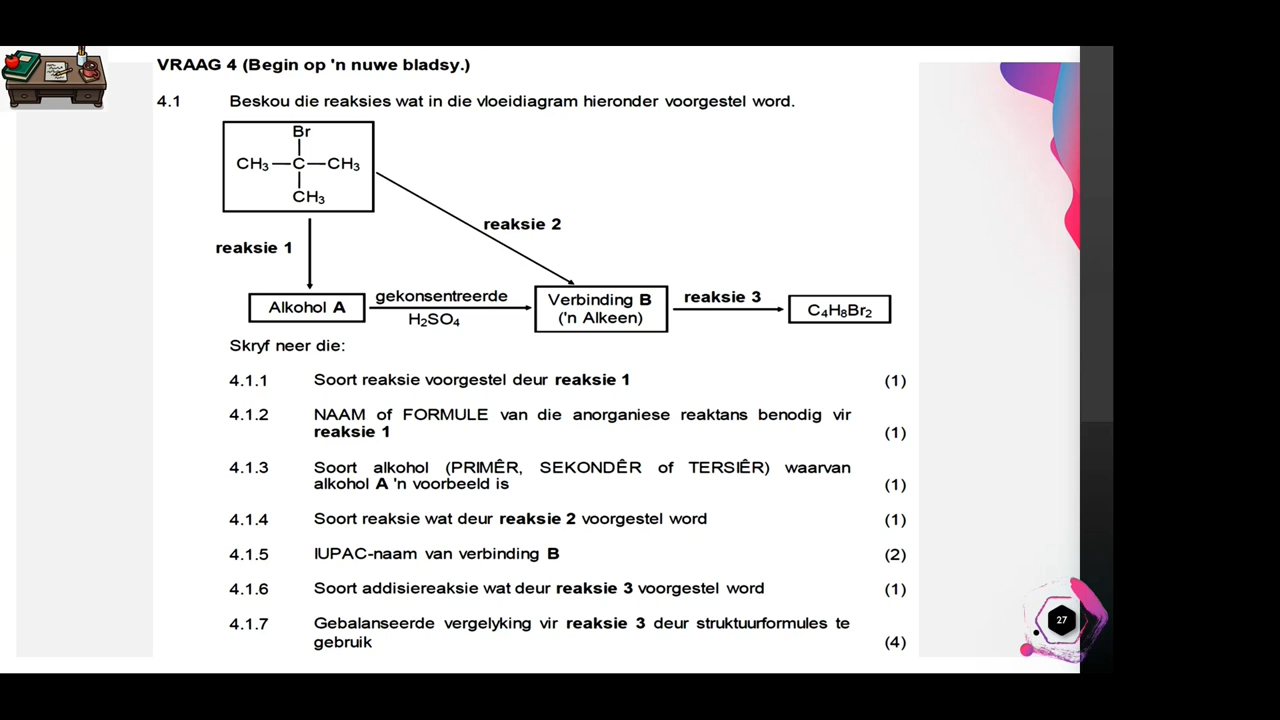 VRAAG 4 (Begin op 'n nuwe bladsy.)
4.1 Beskou die reaksies wat in die vloeidiagram hieronder voorgestel word.
Br
CH₃—C—CH₃
CH₃
reaksie 2
reaksie 1
Alkohol A
gekonsentreerde
H₂SO₄
Verbinding B
('n Alkeen)
reaksie 3
C₄H₈Br₂
Skryf neer die:
4.1.1 Soort reaksie voorgestel deur reaksie 1 (1)
4.1.2 NAAM of FORMULE van die anorganiese reaktans benodig vir
reaksie 1 (1)
4.1.3 Soort alkohol (PRIMÊR, SEKONDÊR of TERSIÊR) waarvan
alkohol A 'n voorbeeld is (1)
4.1.4 Soort reaksie wat deur reaksie 2 voorgestel word (1)
4.1.5 IUPAC-naam van verbinding B (2)
4.1.6 Soort addisiereaksie wat deur reaksie 3 voorgestel word (1)
4.1.7 Gebalanseerde vergelyking vir reaksie 3 deur struktuurformules te
gebruik (4)
27